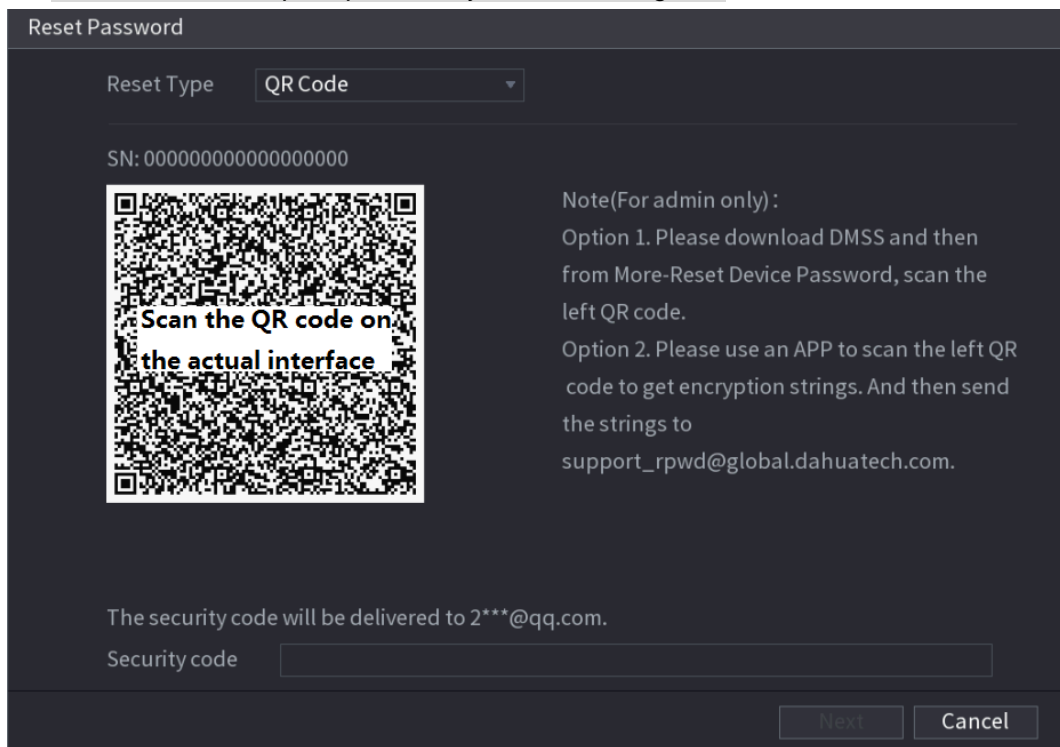 Reset Password
Reset Type QR Code
SN: 000000000000000000
Scan the QR code on
the actual interface
Note(For admin only):
Option 1. Please download DMSS and then
from More-Reset Device Password, scan the
left QR code.
Option 2. Please use an APP to scan the left QR
code to get encryption strings. And then send
the strings to
support_rpwd@global.dahuatech.com.
The security code will be delivered to 2***@qq.com.
Security code
Next Cancel